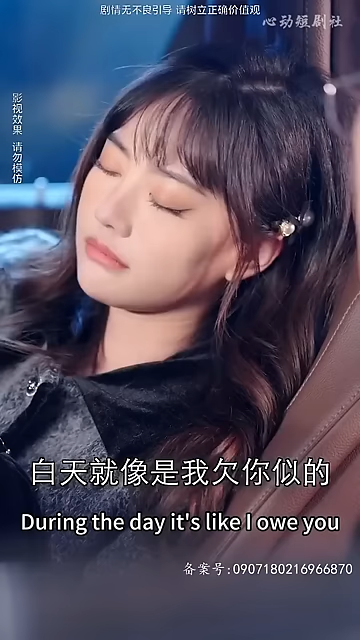 剧情无不良引导 请树立正确价值观
心动短剧社
影视效果 请勿模仿
白天就像是我欠你似的
During the day it's like I owe you
备案号:0907180216966870